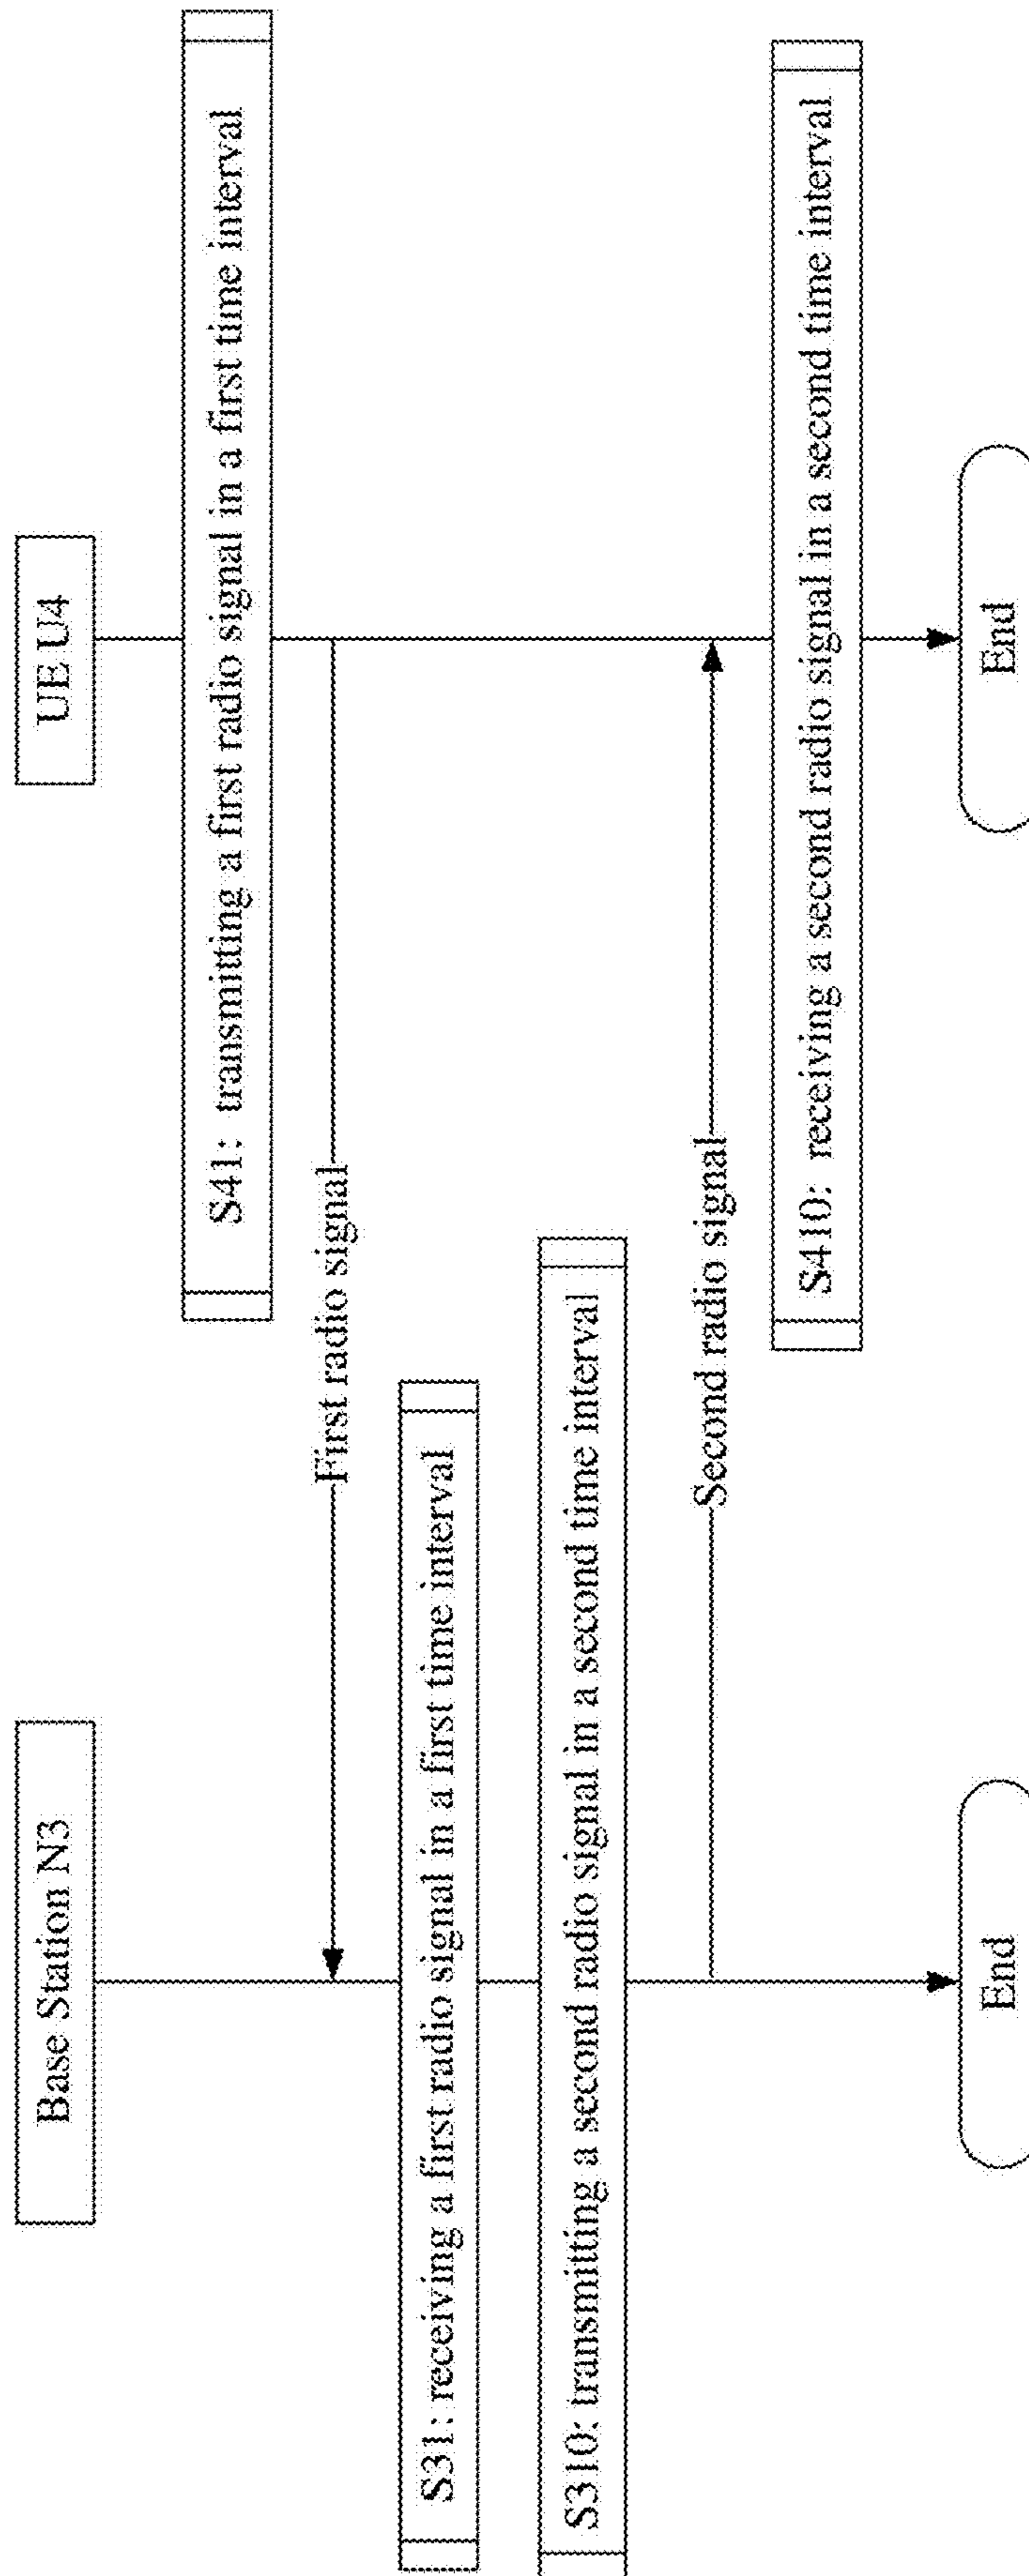 Base Station N3
UE U4
S41: transmitting a first radio signal in a first time interval
First radio signal
S31: receiving a first radio signal in a first time interval
S310: transmitting a second radio signal in a second time interval
Second radio signal
S410: receiving a second radio signal in a second time interval
End
End